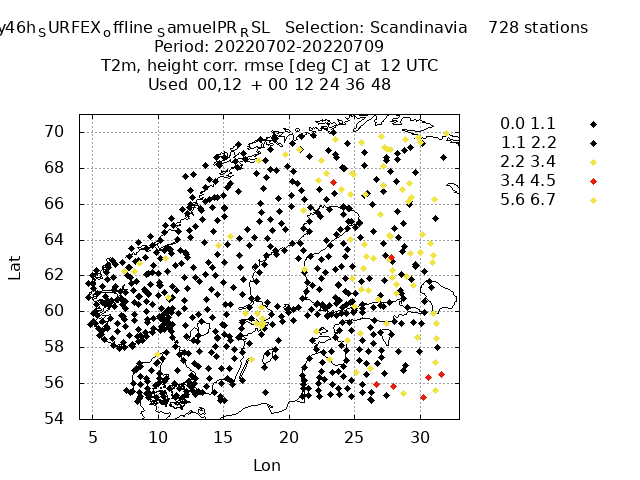 y46h_SURFEX_offline_SamuelPR_RSL Selection: Scandinavia 728 stations
Period: 20220702-20220709
T2m, height corr. rmse [deg C] at 12 UTC
Used 00,12 + 00 12 24 36 48
0.0 1.1
1.1 2.2
2.2 3.4
3.4 4.5
5.6 6.7
70
68
66
64
62
60
58
56
54
Lat
5 10 15 20 25 30
Lon